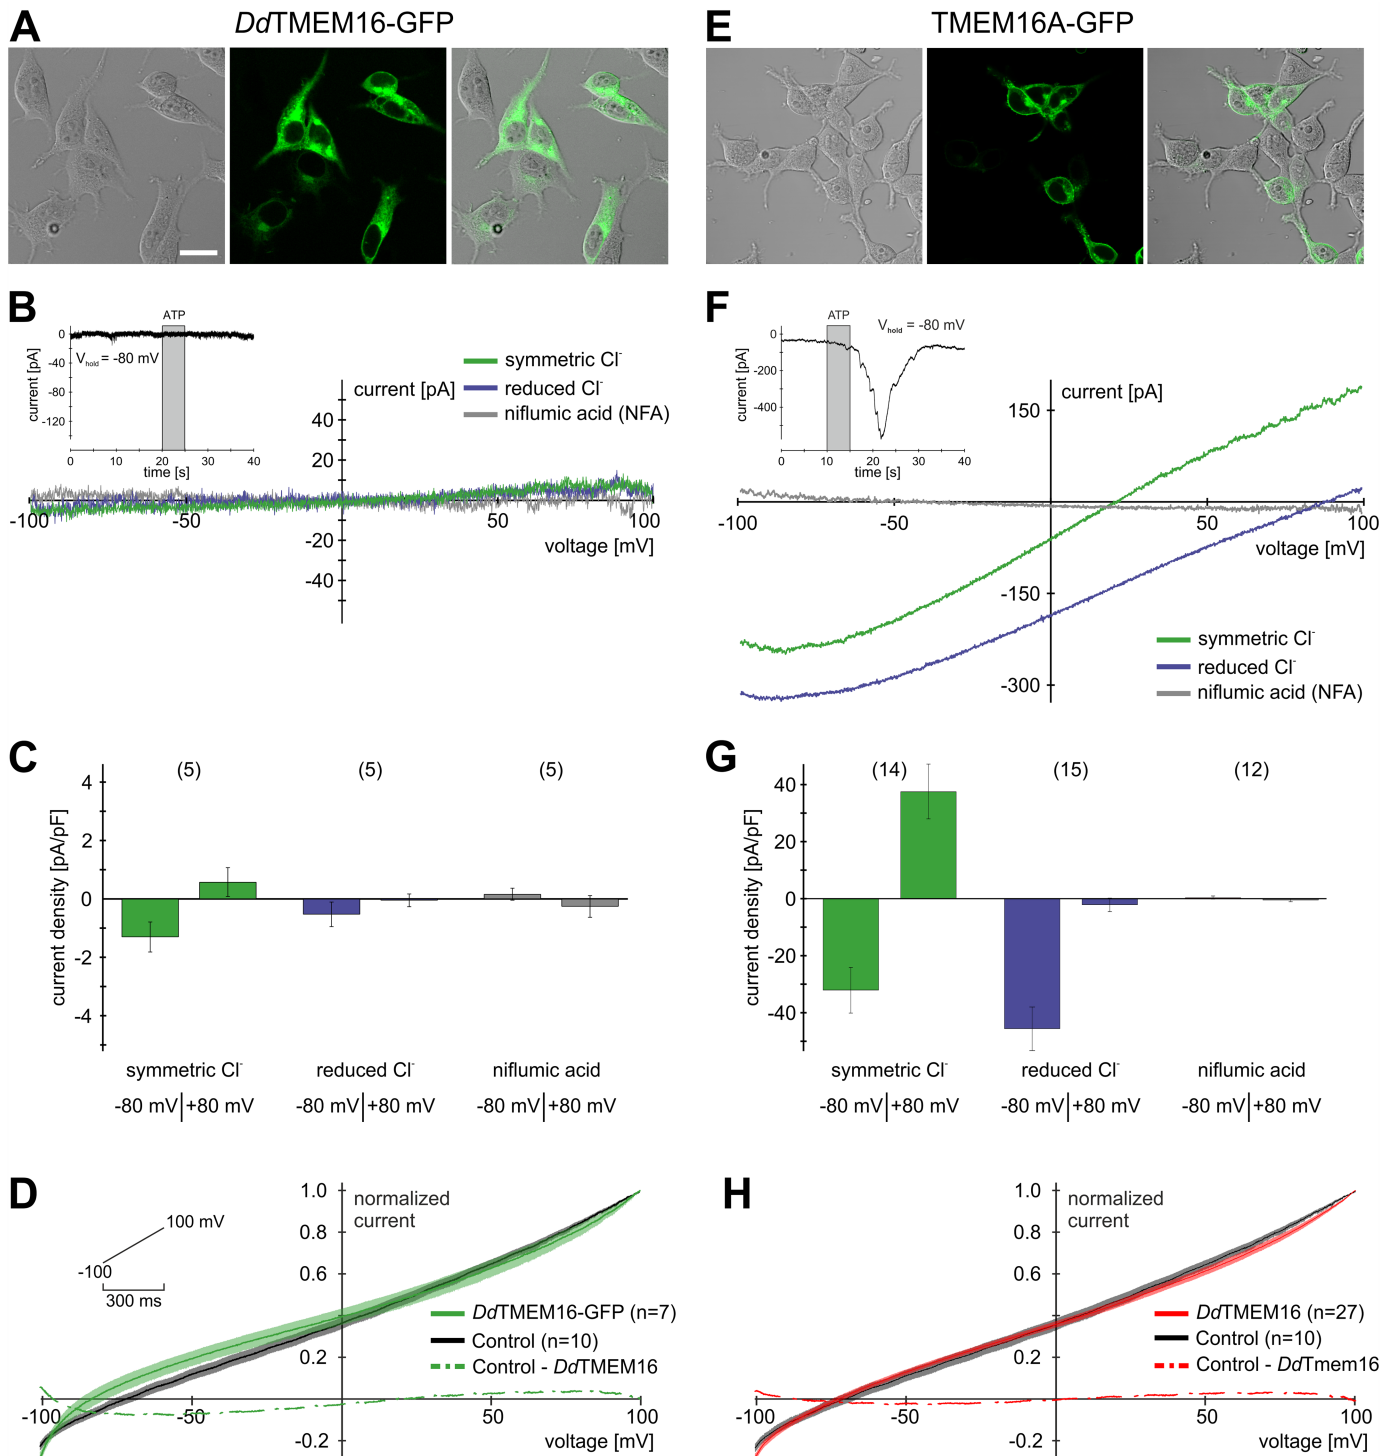 A
DdTMEM16-GFP
B
ATP
0
-40
-80
-120
current [pA]
Vhold = -80 mV
0
10
20
30
40
time [s]
symmetric Cl-
reduced Cl-
niflumic acid (NFA)
current [pA]
40
20
-20
-40
-100
-50
50
100
voltage [mV]
C
(5)
(5)
(5)
current density [pA/pF]
4
2
0
-2
-4
symmetric Cl-
reduced Cl-
niflumic acid
-80 mV +80 mV
-80 mV +80 mV
-80 mV +80 mV
D
100 mV
-100
300 ms
normalized
current
1.0
0.8
0.6
0.2
-0.2
DdTMEM16-GFP (n=7)
Control (n=10)
Control - DdTMEM16
-100
-50
50
100
voltage [mV]
E
TMEM16A-GFP
F
ATP
Vhold = -80 mV
0
-200
-400
current [pA]
0
10
20
30
40
time [s]
current [pA]
150
-150
-300
-100
-50
50
100
voltage [mV]
symmetric Cl-
reduced Cl-
niflumic acid (NFA)
G
(14)
(15)
(12)
current density [pA/pF]
40
20
0
-20
-40
symmetric Cl-
reduced Cl-
niflumic acid
-80 mV +80 mV
-80 mV +80 mV
-80 mV +80 mV
H
normalized
current
1.0
0.8
0.6
0.2
-0.2
DdTMEM16 (n=27)
Control (n=10)
Control - DdTmem16
-100
-50
50
100
voltage [mV]